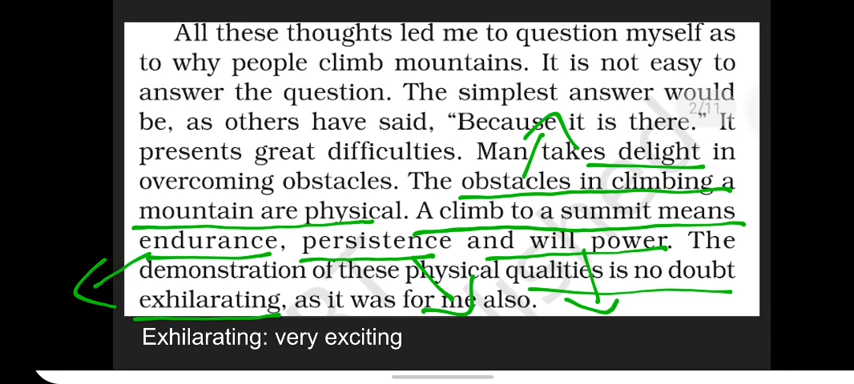 All these thoughts led me to question myself as
to why people climb mountains. It is not easy to
answer the question. The simplest answer would
2/11
be, as others have said, “Because it is there.” It
presents great difficulties. Man takes delight in
overcoming obstacles. The obstacles in climbing a
mountain are physical. A climb to a summit means
endurance, persistence and will power. The
demonstration of these physical qualities is no doubt
exhilarating, as it was for me also.
Exhilarating: very exciting